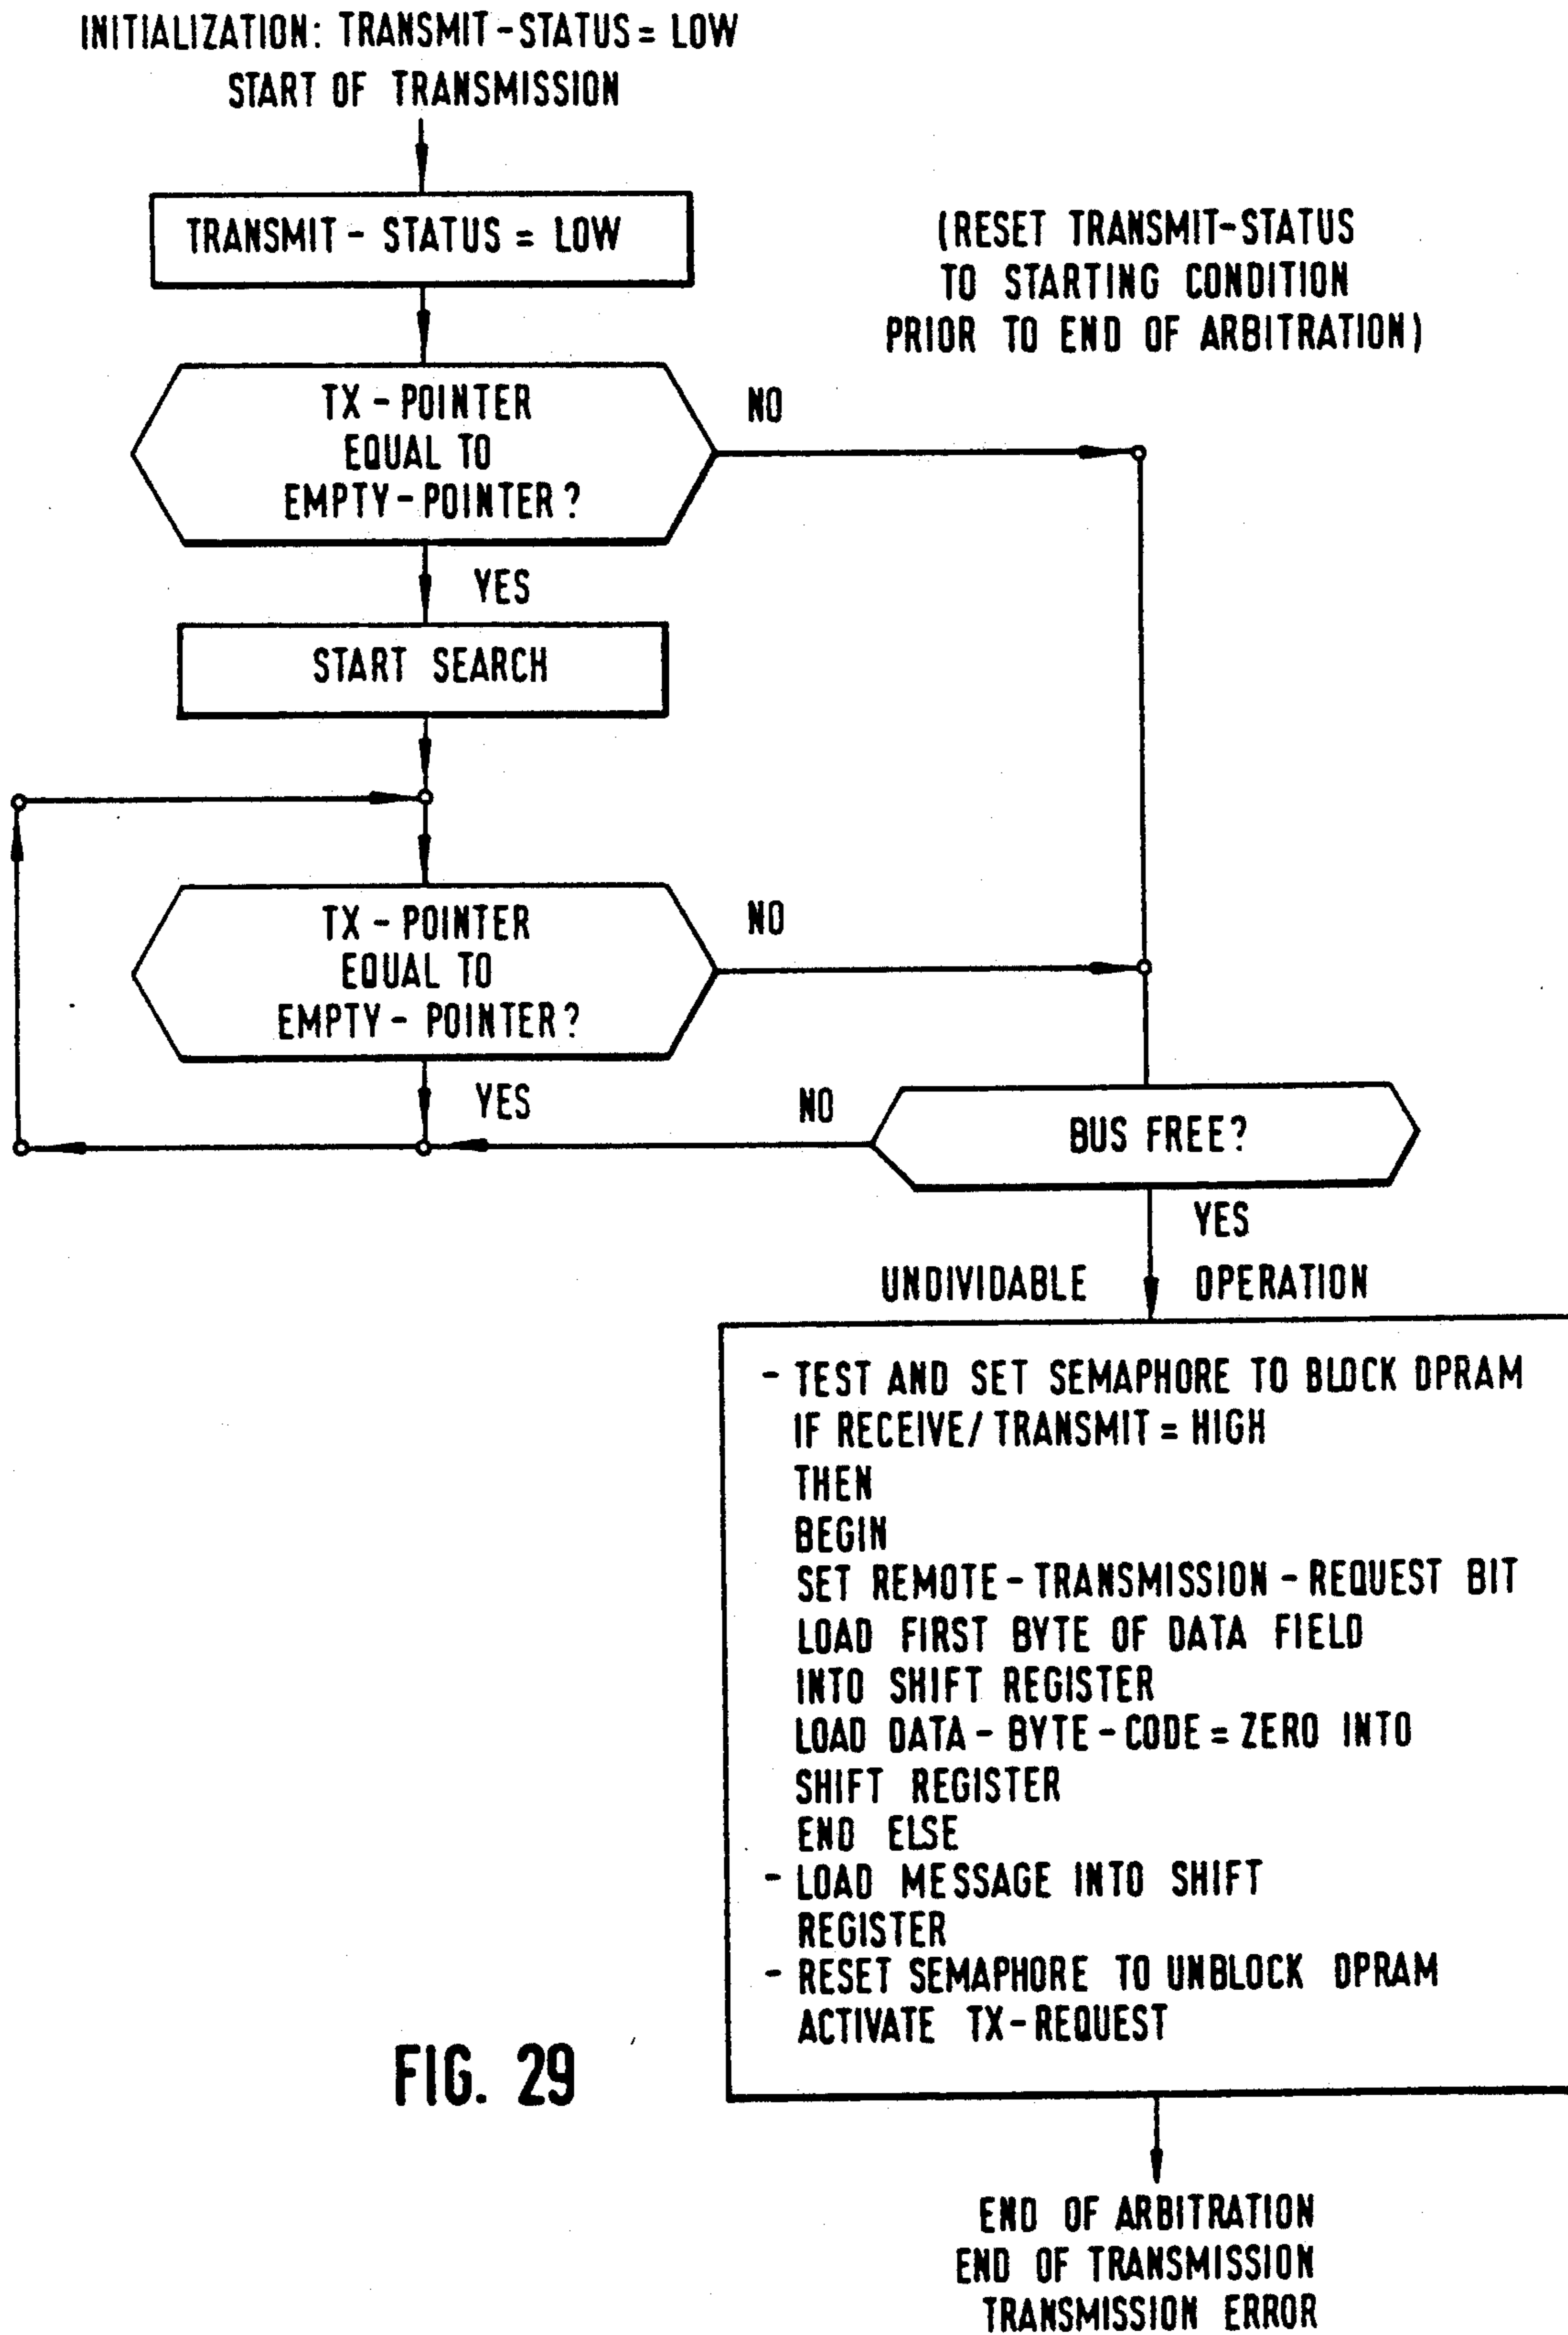 INITIALIZATION: TRANSMIT-STATUS = LOW
START OF TRANSMISSION
TRANSMIT - STATUS = LOW
(RESET TRANSMIT-STATUS
TO STARTING CONDITION
PRIOR TO END OF ARBITRATION)
TX - POINTER
EQUAL TO
EMPTY - POINTER?
NO
YES
START SEARCH
TX - POINTER
EQUAL TO
EMPTY - POINTER?
NO
YES
NO
BUS FREE?
YES
UNDIVIDABLE OPERATION
- TEST AND SET SEMAPHORE TO BLOCK DPRAM
IF RECEIVE/ TRANSMIT = HIGH
THEN
BEGIN
SET REMOTE - TRANSMISSION - REQUEST BIT
LOAD FIRST BYTE OF DATA FIELD
INTO SHIFT REGISTER
LOAD DATA - BYTE - CODE = ZERO INTO
SHIFT REGISTER
END ELSE
- LOAD MESSAGE INTO SHIFT
REGISTER
- RESET SEMAPHORE TO UNBLOCK DPRAM
ACTIVATE TX-REQUEST
FIG. 29
END OF ARBITRATION
END OF TRANSMISSION
TRANSMISSION ERROR